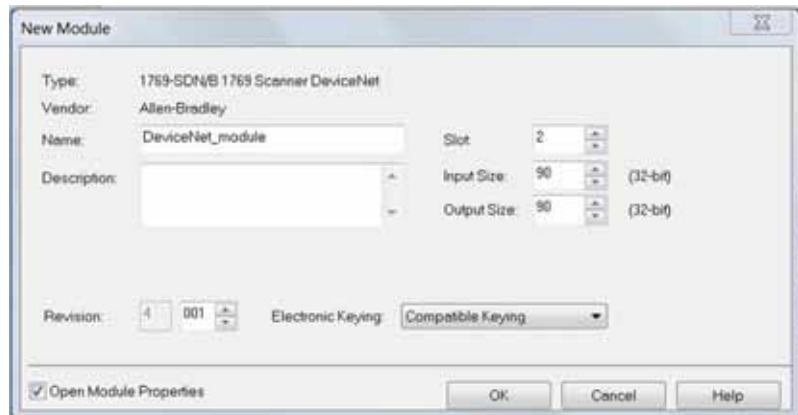 New Module
Type: 1769-SDN/B 1769 Scanner DeviceNet
Vendor: Allen-Bradley
Name: DeviceNet_module
Slot 2
Description:
Input Size: 90 (32-bit)
Output Size: 90 (32-bit)
Revision: 4 001
Electronic Keying: Compatible Keying
Open Module Properties
OK
Cancel
Help